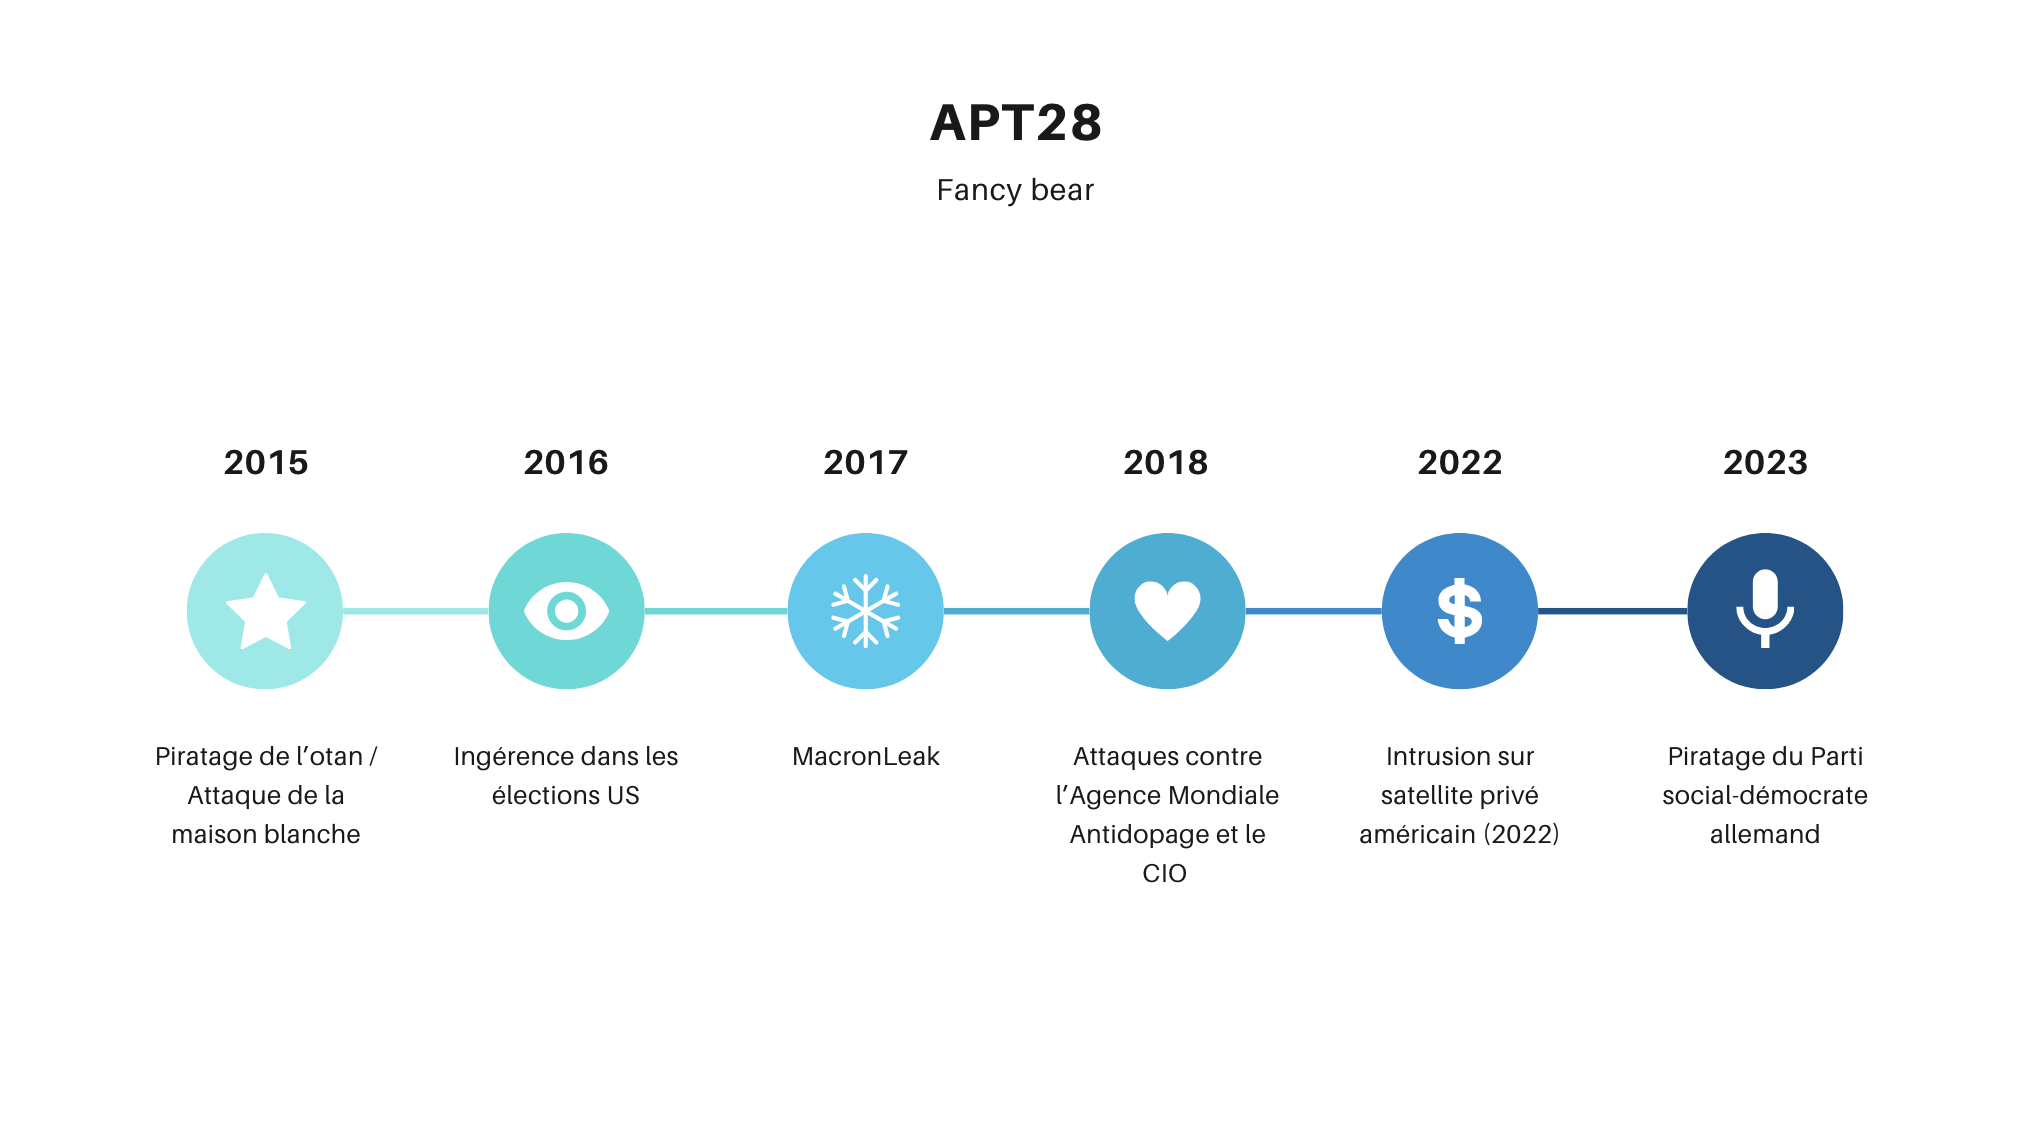 APT28
Fancy bear
2015
2016
2017
2018
2022
2023
Piratage de l’otan /
Attaque de la
maison blanche
Ingérence dans les
élections US
MacronLeak
Attaques contre
l’Agence Mondiale
Antidopage et le
CIO
Intrusion sur
satellite privé
américain (2022)
Piratage du Parti
social-démocrate
allemand